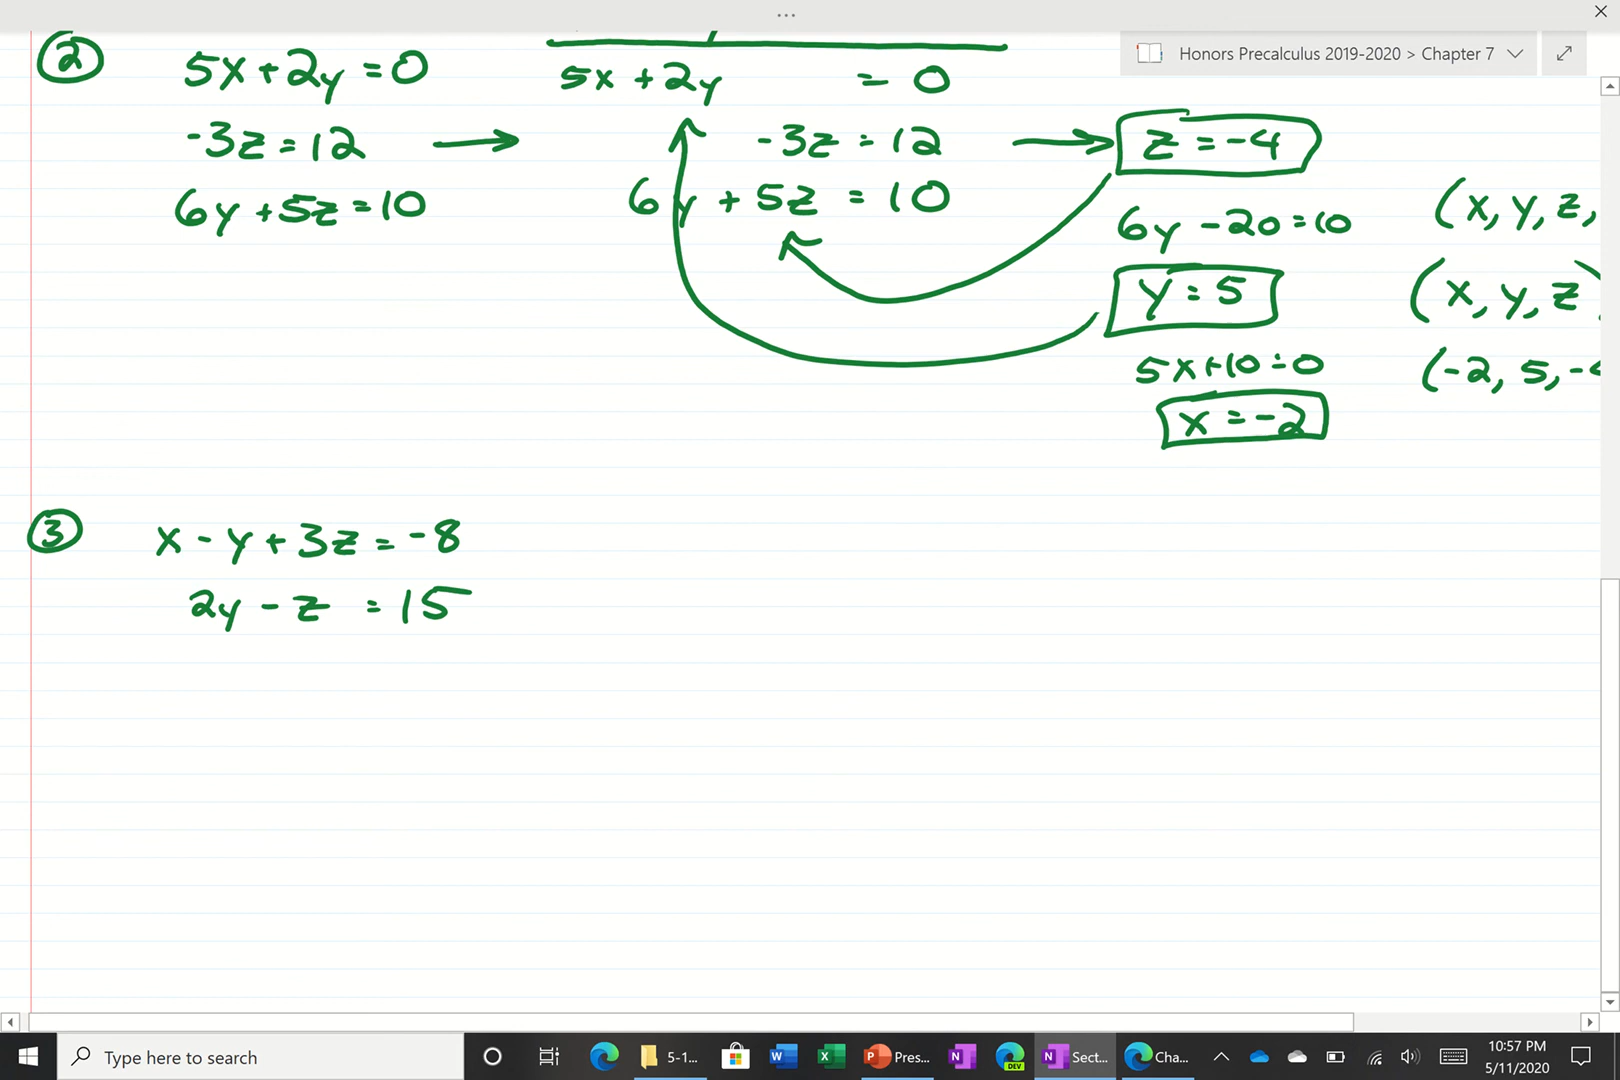 Honors Precalculus 2019-2020 > Chapter 7
② 5x+2y=0
-3z=12
6y+5z=10
5x+2y = 0
-3z=12
6y+5z=10
z=-4
6y-20=10
y=5
5x+10=0
x=-2
(x,y,z,
(x,y,z)
(-2,5,-4
③ x-y+3z=-8
2y-z=15
Type here to search
5-1...
Pres...
DEV
Sect...
Cha...
10:57 PM
5/11/2020